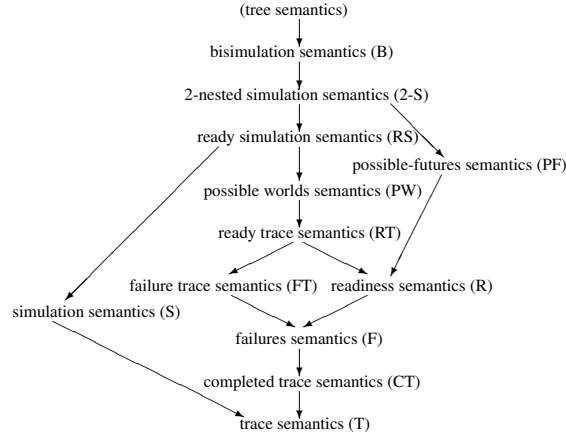 (tree semantics)
bisimulation semantics (B)
2-nested simulation semantics (2-S)
ready simulation semantics (RS)
possible-futures semantics (PF)
possible worlds semantics (PW)
ready trace semantics (RT)
failure trace semantics (FT)
readiness semantics (R)
simulation semantics (S)
failures semantics (F)
completed trace semantics (CT)
trace semantics (T)